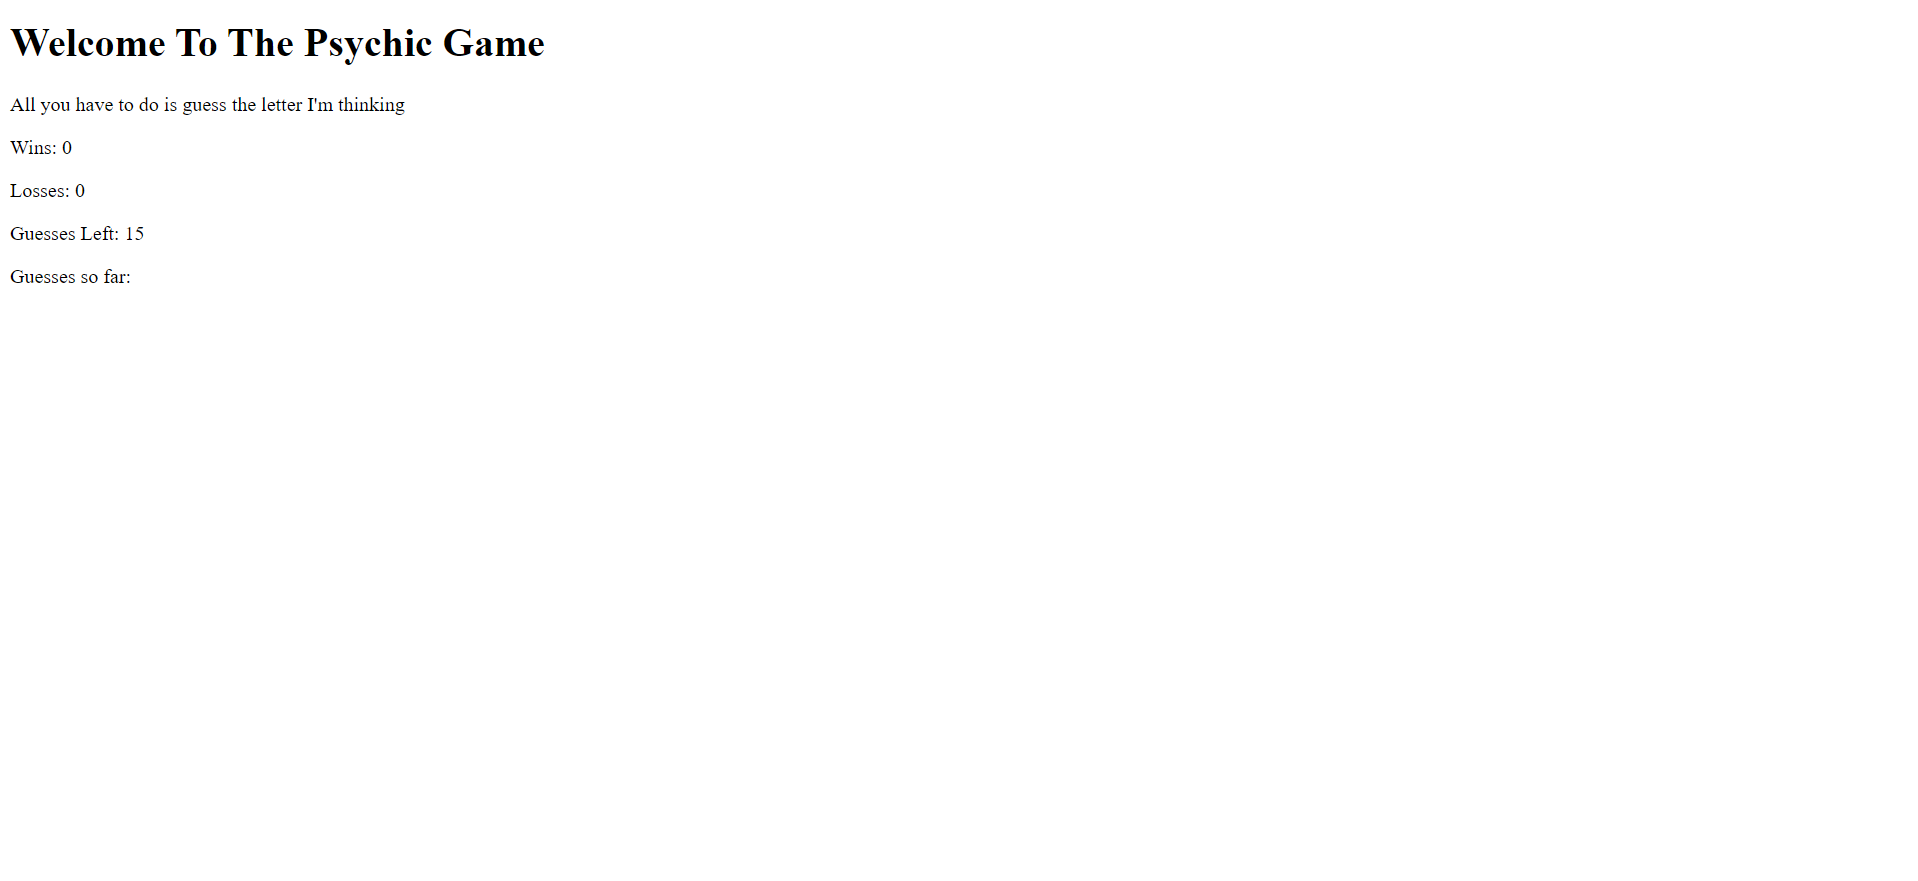 Welcome To The Psychic Game
All you have to do is guess the letter I'm thinking
Wins: 0
Losses: 0
Guesses Left: 15
Guesses so far: